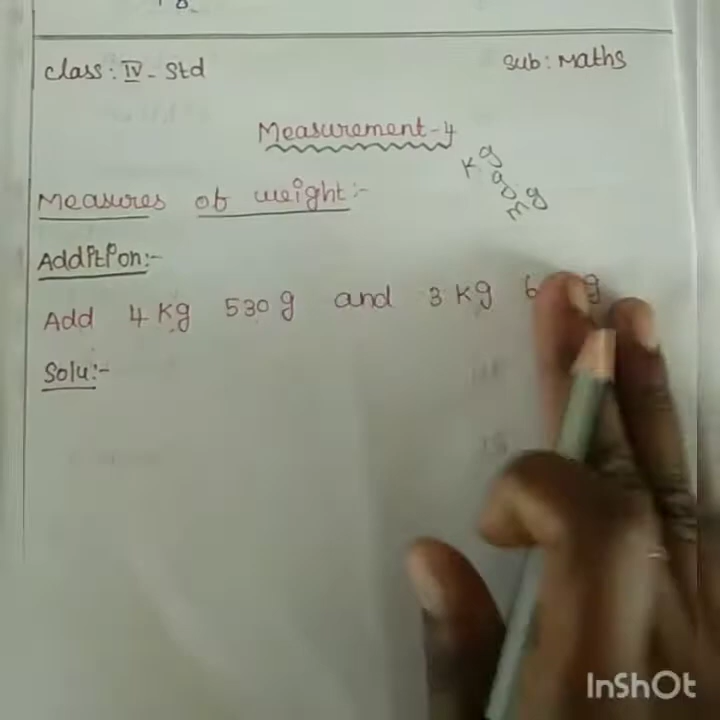 Class: IV - Std
Sub: Maths
Measurement-4
Kg
g
mg
Measures of weight:-
Addition:-
Add 4 Kg 530 g and 3 Kg 6 g
Solu:-
InShOt